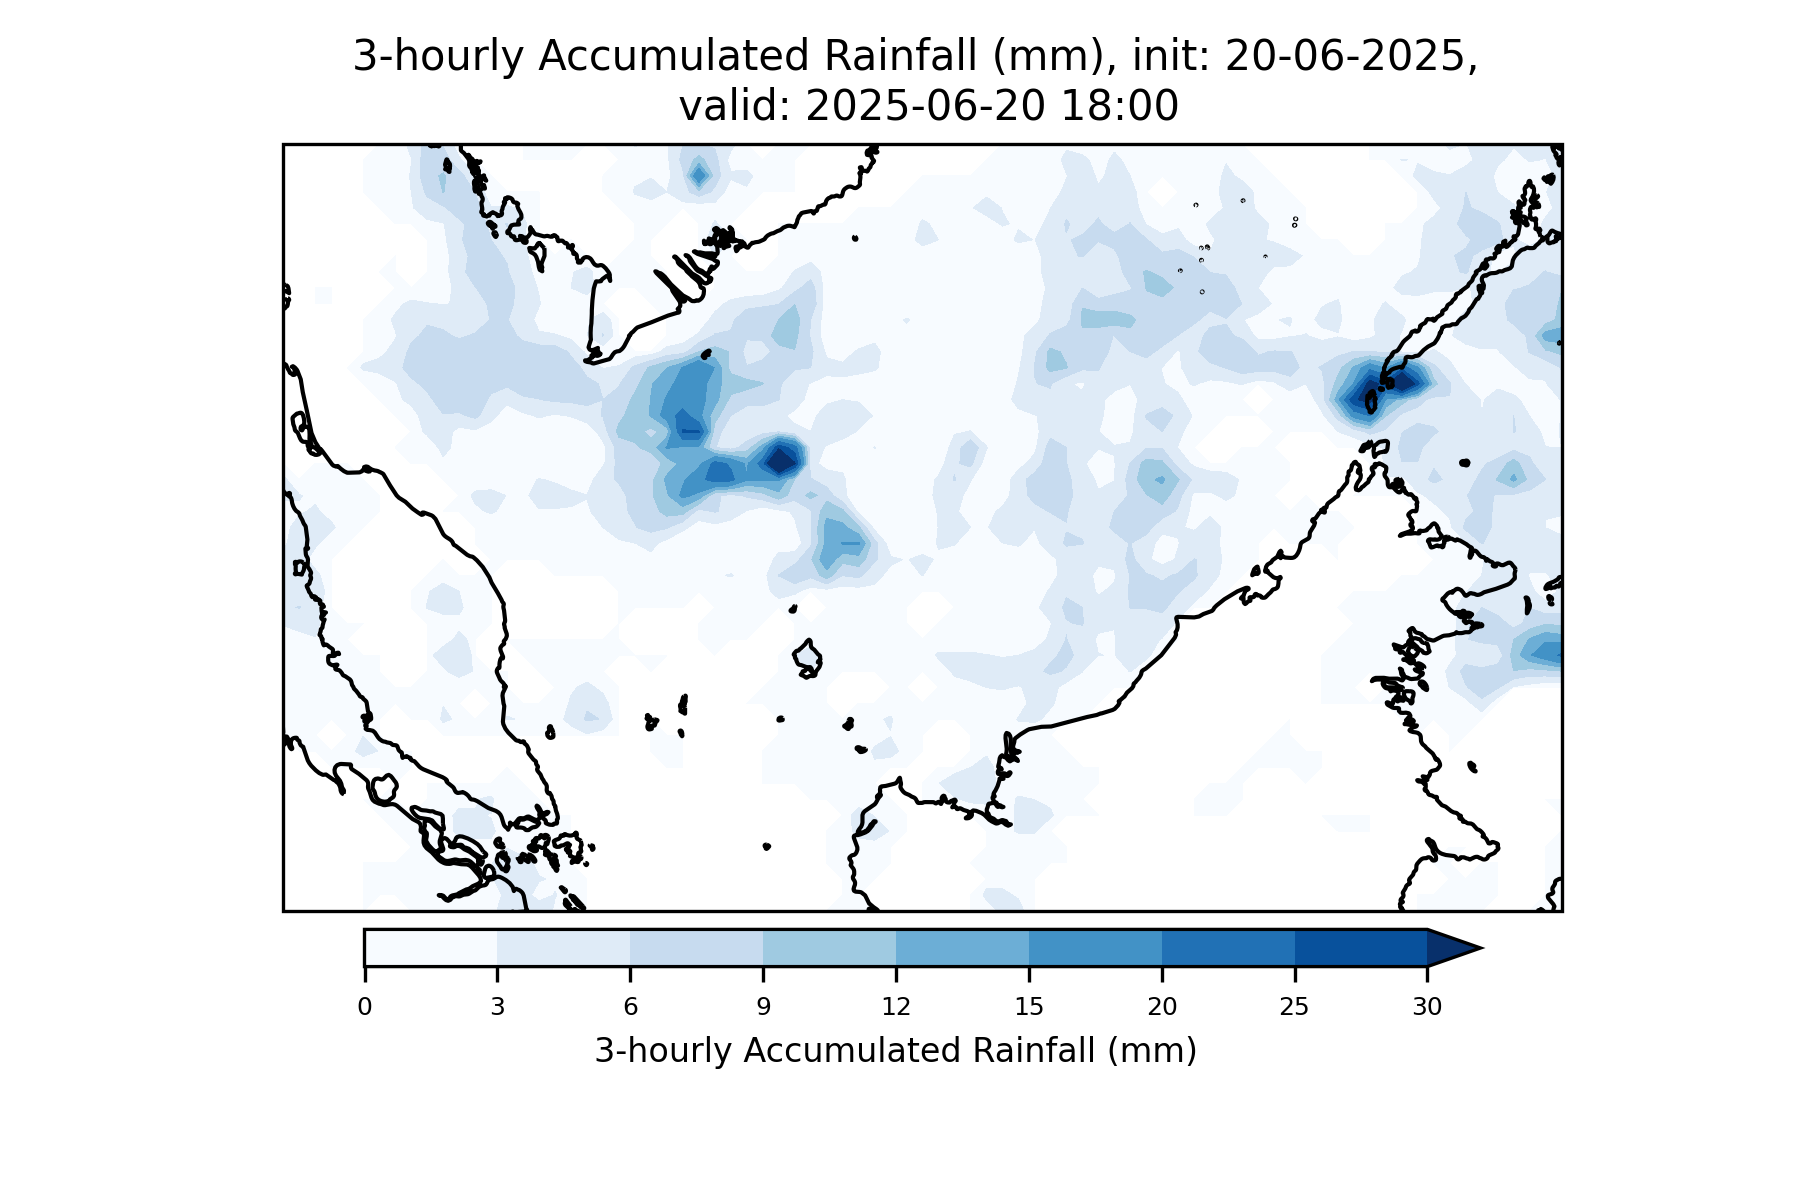 3-hourly Accumulated Rainfall (mm), init: 20-06-2025,
valid: 2025-06-20 18:00
0 3 6 9 12 15 20 25 30
3-hourly Accumulated Rainfall (mm)